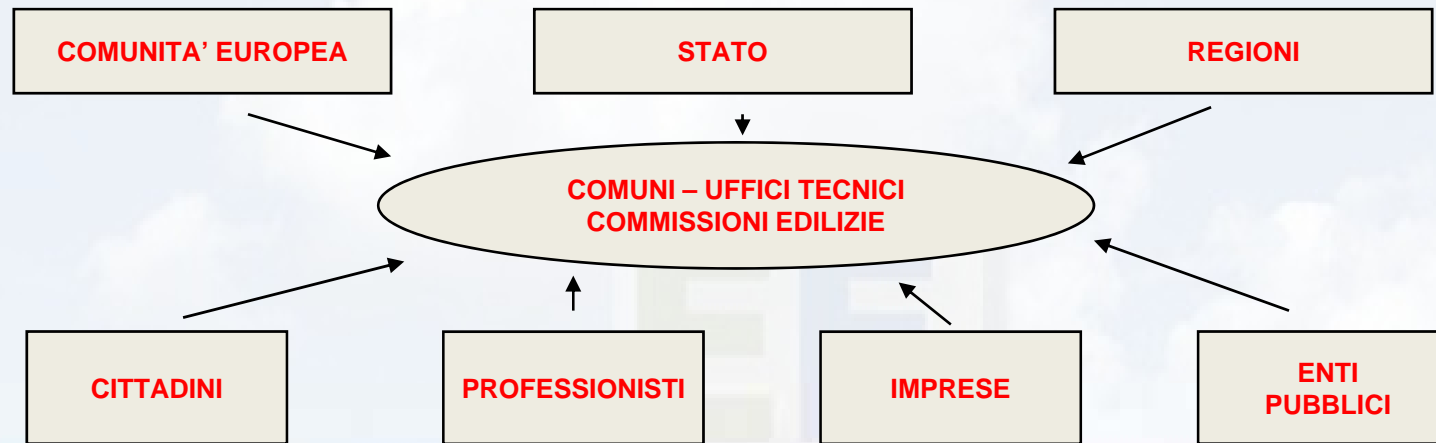 COMUNITA’ EUROPEA
STATO
REGIONI
COMUNI – UFFICI TECNICI
COMMISSIONI EDILIZIE
CITTADINI
PROFESSIONISTI
IMPRESE
ENTI
PUBBLICI